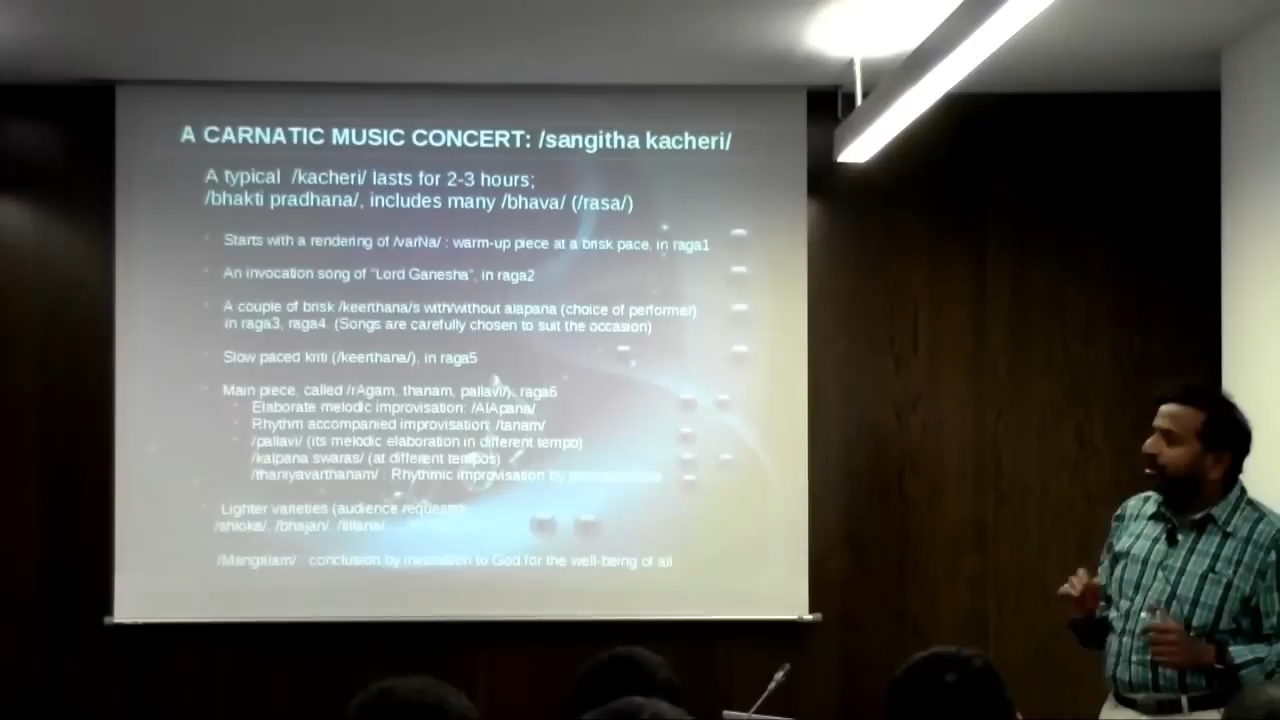 A CARNATIC MUSIC CONCERT: /sangitha kacheri/
A typical /kacheri/ lasts for 2-3 hours;
/bhakti pradhana/, includes many /bhava/ (/rasa/)
Starts with a rendering of /varNa/ : warm-up piece at a brisk pace, in raga1
An invocation song of "Lord Ganesha", in raga2
A couple of brisk /keerthana/s with/without alapana (choice of performer)
in raga3, raga4. (Songs are carefully chosen to suit the occasion)
Slow paced kriti (/keerthana/), in raga5
Main piece, called /rAgam, thanam, pallavi/), raga6
Elaborate melodic improvisation: /AlApana/
Rhythm accompanied improvisation: /tanam/
/pallavi/ (its melodic elaboration in different tempo)
/kalpana swaras/ (at different tempos)
/thaniyavarthanam/ : Rhythmic improvisation by
Lighter varieties (audience requests)
/shloka/, /bhajan/, /tillana/
/Mangalam/ : conclusion by invocation to God for the well-being of all